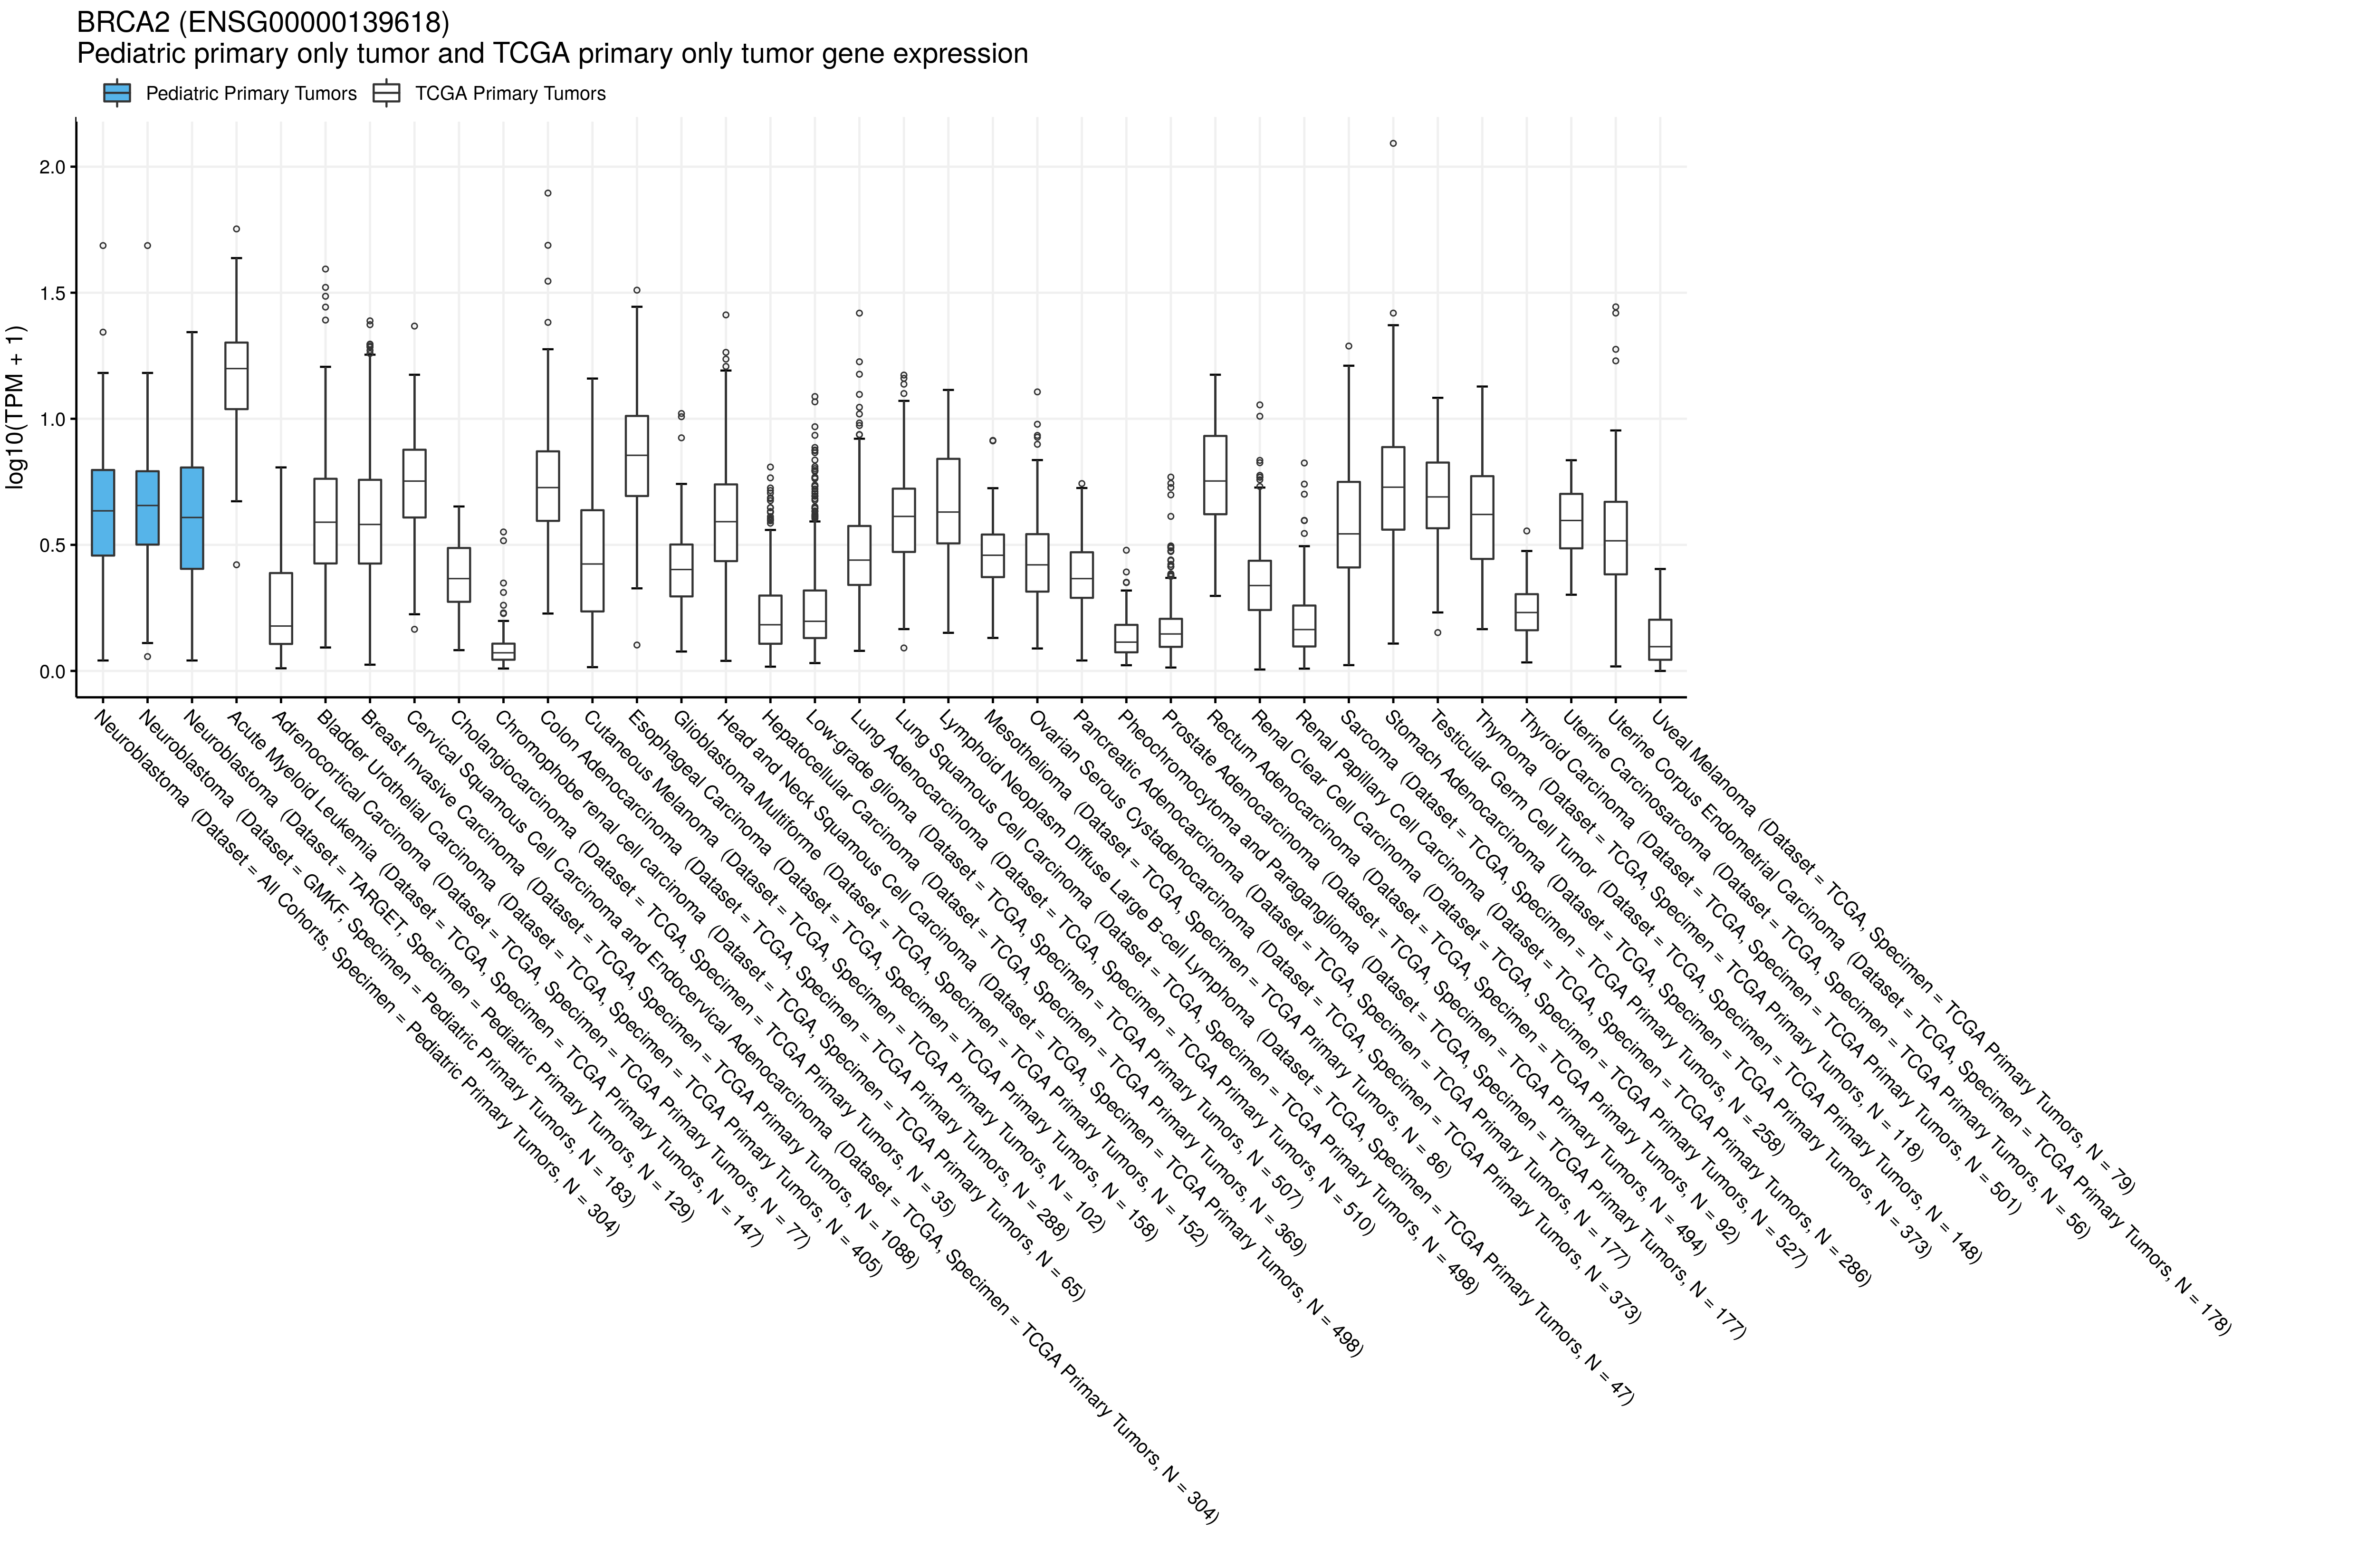 BRCA2 (ENSG00000139618)
Pediatric primary only tumor and TCGA primary only tumor gene expression
Pediatric Primary Tumors
TCGA Primary Tumors
log10(TPM + 1)
2.0
1.5
1.0
0.5
0.0
Neuroblastoma (Dataset = All Cohorts, Specimen = Pediatric Primary Tumors, N = 304)
Neuroblastoma (Dataset = GMKF, Specimen = Pediatric Primary Tumors, N = 183)
Neuroblastoma (Dataset = TARGET, Specimen = Pediatric Primary Tumors, N = 129)
Acute Myeloid Leukemia (Dataset = TCGA, Specimen = TCGA Primary Tumors, N = 147)
Adrenocortical Carcinoma (Dataset = TCGA, Specimen = TCGA Primary Tumors, N = 77)
Bladder Urothelial Carcinoma (Dataset = TCGA, Specimen = TCGA Primary Tumors, N = 405)
Breast Invasive Carcinoma (Dataset = TCGA, Specimen = TCGA Primary Tumors, N = 1088)
Cervical Squamous Cell Carcinoma and Endocervical Adenocarcinoma (Dataset = TCGA, Specimen = TCGA Primary Tumors, N = 304)
Cholangiocarcinoma (Dataset = TCGA, Specimen = TCGA Primary Tumors, N = 35)
Chromophobe renal cell carcinoma (Dataset = TCGA, Specimen = TCGA Primary Tumors, N = 65)
Colon Adenocarcinoma (Dataset = TCGA, Specimen = TCGA Primary Tumors, N = 288)
Cutaneous Melanoma (Dataset = TCGA, Specimen = TCGA Primary Tumors, N = 102)
Esophageal Carcinoma (Dataset = TCGA, Specimen = TCGA Primary Tumors, N = 158)
Glioblastoma Multiforme (Dataset = TCGA, Specimen = TCGA Primary Tumors, N = 152)
Head and Neck Squamous Cell Carcinoma (Dataset = TCGA, Specimen = TCGA Primary Tumors, N = 498)
Hepatocellular Carcinoma (Dataset = TCGA, Specimen = TCGA Primary Tumors, N = 369)
Low-grade glioma (Dataset = TCGA, Specimen = TCGA Primary Tumors, N = 507)
Lung Adenocarcinoma (Dataset = TCGA, Specimen = TCGA Primary Tumors, N = 510)
Lung Squamous Cell Carcinoma (Dataset = TCGA, Specimen = TCGA Primary Tumors, N = 498)
Lymphoid Neoplasm Diffuse Large B-cell Lymphoma (Dataset = TCGA, Specimen = TCGA Primary Tumors, N = 47)
Mesothelioma (Dataset = TCGA, Specimen = TCGA Primary Tumors, N = 86)
Ovarian Serous Cystadenocarcinoma (Dataset = TCGA, Specimen = TCGA Primary Tumors, N = 373)
Pancreatic Adenocarcinoma (Dataset = TCGA, Specimen = TCGA Primary Tumors, N = 177)
Pheochromocytoma and Paraganglioma (Dataset = TCGA, Specimen = TCGA Primary Tumors, N = 177)
Prostate Adenocarcinoma (Dataset = TCGA, Specimen = TCGA Primary Tumors, N = 494)
Rectum Adenocarcinoma (Dataset = TCGA, Specimen = TCGA Primary Tumors, N = 92)
Renal Clear Cell Carcinoma (Dataset = TCGA, Specimen = TCGA Primary Tumors, N = 527)
Renal Papillary Cell Carcinoma (Dataset = TCGA, Specimen = TCGA Primary Tumors, N = 286)
Sarcoma (Dataset = TCGA, Specimen = TCGA Primary Tumors, N = 258)
Stomach Adenocarcinoma (Dataset = TCGA, Specimen = TCGA Primary Tumors, N = 373)
Testicular Germ Cell Tumor (Dataset = TCGA, Specimen = TCGA Primary Tumors, N = 148)
Thymoma (Dataset = TCGA, Specimen = TCGA Primary Tumors, N = 118)
Thyroid Carcinoma (Dataset = TCGA, Specimen = TCGA Primary Tumors, N = 501)
Uterine Carcinosarcoma (Dataset = TCGA, Specimen = TCGA Primary Tumors, N = 56)
Uterine Corpus Endometrial Carcinoma (Dataset = TCGA, Specimen = TCGA Primary Tumors, N = 178)
Uveal Melanoma (Dataset = TCGA, Specimen = TCGA Primary Tumors, N = 79)